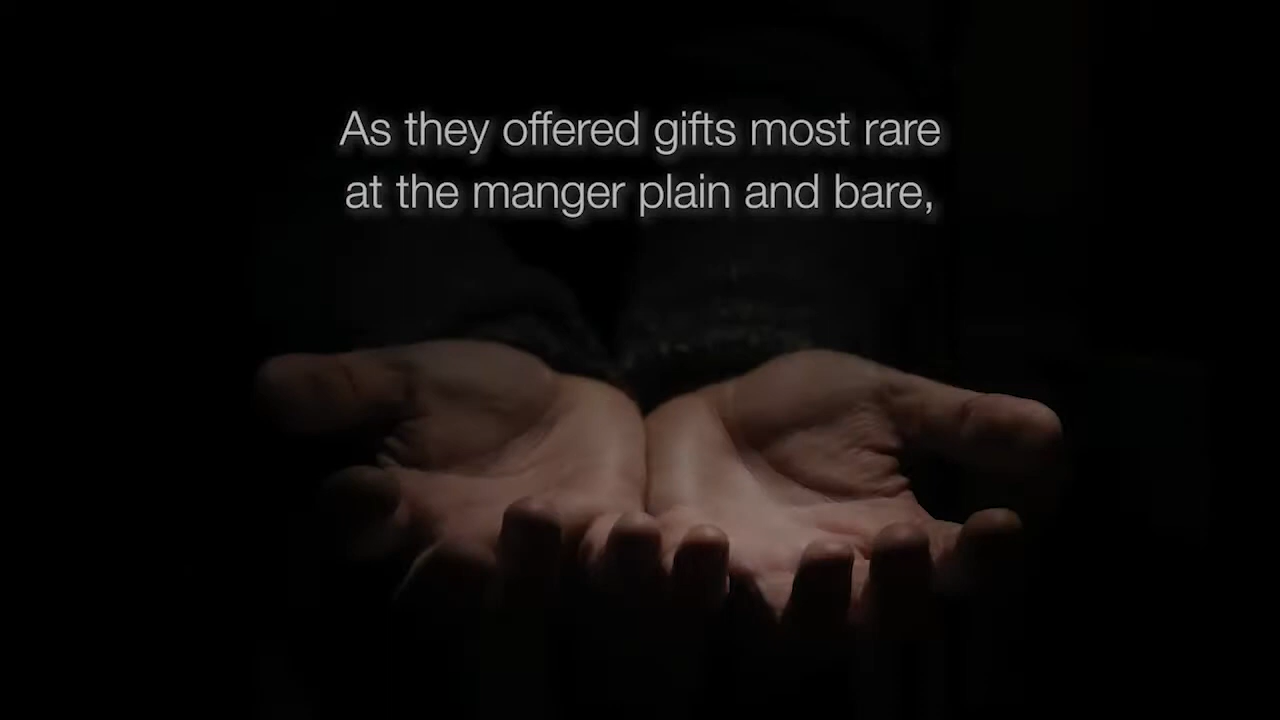 As they offered gifts most rare
at the manger plain and bare,